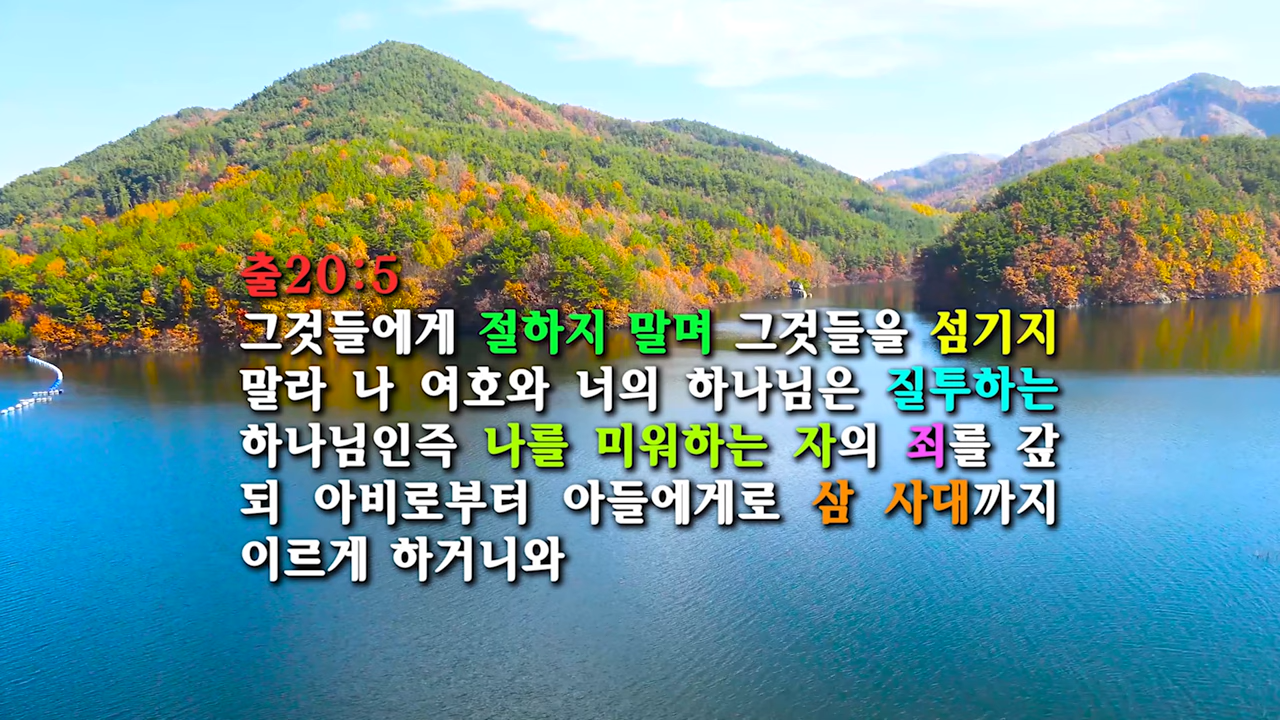 출20:5
그것들에게 절하지 말며 그것들을 섬기지
말라 나 여호와 너의 하나님은 질투하는
하나님인즉 나를 미워하는 자의 죄를 갚
되 아비로부터 아들에게로 삼 사대까지
이르게 하거니와